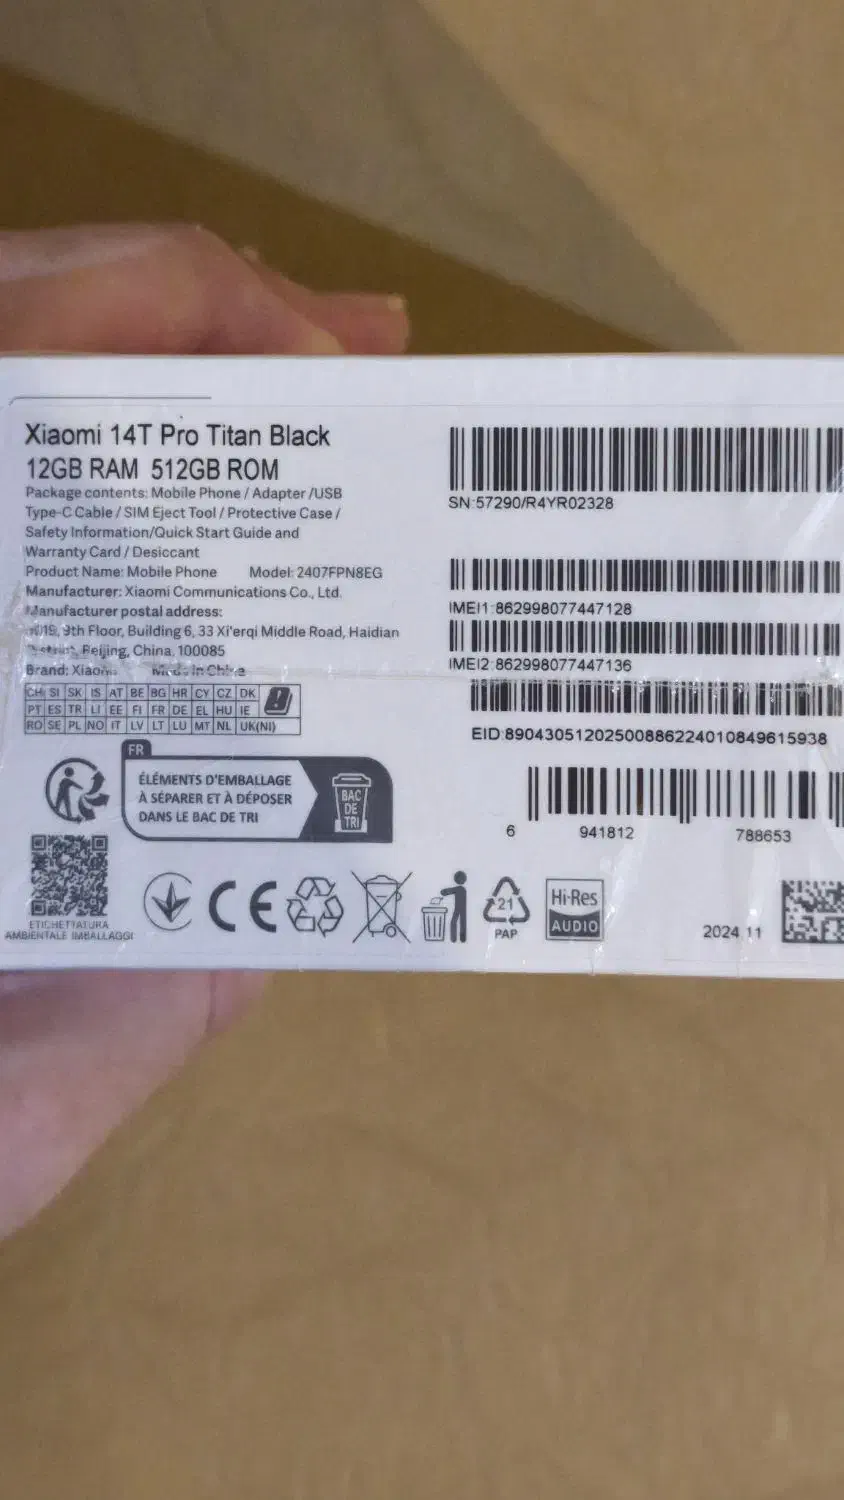 Xiaomi 14T Pro Titan Black
12GB RAM 512GB ROM
Package contents: Mobile Phone / Adapter /USB
Type-C Cable / SIM Eject Tool / Protective Case /
Safety Information/Quick Start Guide and
Warranty Card / Desiccant
Product Name: Mobile Phone Model: 2407FPN8EG
Manufacturer: Xiaomi Communications Co., Ltd.
Manufacturer postal address:
9th Floor, Building 6, 33 Xi'erqi Middle Road, Haidian
Beijing, China, 100085
Brand: Xiaomi Made in China
CH SI SK IS AT BE BG HR CY CZ DK
PT ES TR LI EE FI FR DE EL HU IE
RO SE PL NO IT LV LT LU MT NL UK(NI)
FR
ÉLÉMENTS D'EMBALLAGE
À SÉPARER ET À DÉPOSER
DANS LE BAC DE TRI
BAC
DE
TRI
ETICHETTATURA
AMBIENTALE IMBALLAGGI
CE
21
PAP
Hi-Res
AUDIO
SN:57290/R4YR02328
IMEI1:862998077447128
IMEI2:862998077447136
EID:89043051202500886224010849615938
6 941812 788653
2024.11